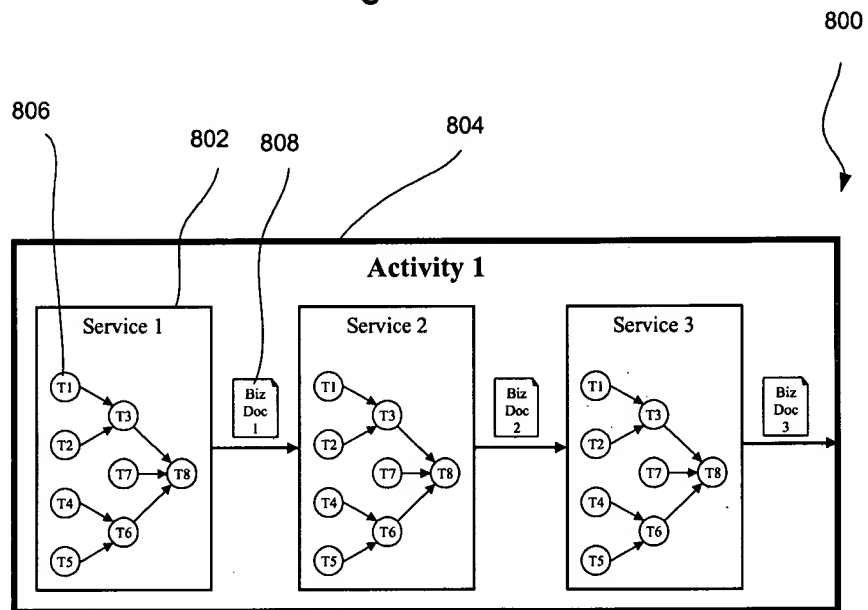 800
806
802
808
804
Activity 1
Service 1
Service 2
Service 3
T1
T2
T3
T4
T5
T6
T7
T8
Biz
Doc
1
T1
T2
T3
T4
T5
T6
T7
T8
Biz
Doc
2
T1
T2
T3
T4
T5
T6
T7
T8
Biz
Doc
3